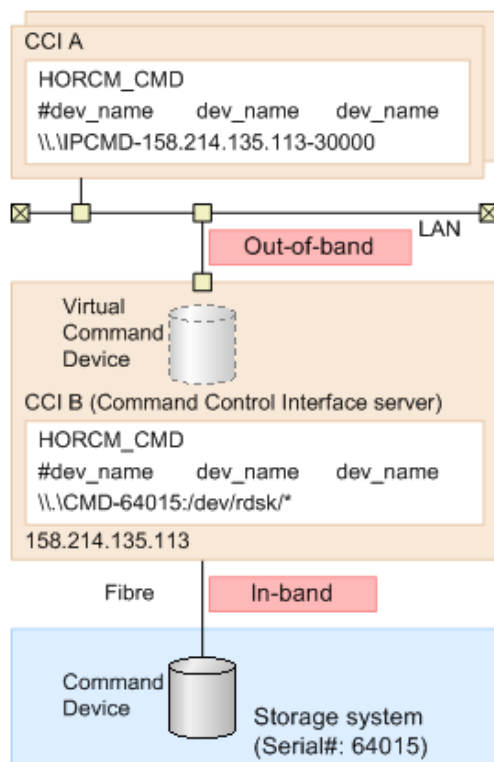 CCI A
HORCM_CMD
#dev_name dev_name dev_name
\\.\IPCMD-158.214.135.113-30000
LAN
Out-of-band
Virtual
Command
Device
CCI B (Command Control Interface server)
HORCM_CMD
#dev_name dev_name dev_name
\\.\CMD-64015:/dev/rdsk/*
158.214.135.113
Fibre
In-band
Command
Device
Storage system
(Serial#: 64015)